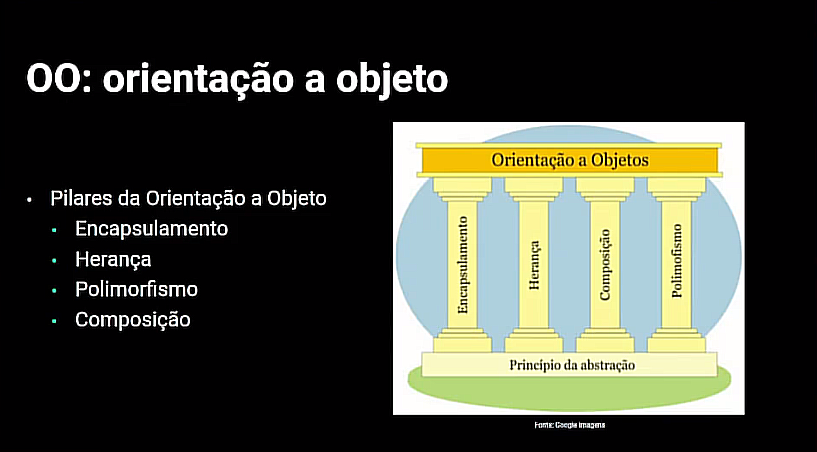 OO: orientação a objeto
Pilares da Orientação a Objeto
Encapsulamento
Herança
Polimorfismo
Composição
Orientação a Objetos
Encapsulamento
Herança
Composição
Polimofismo
Princípio da abstração
Fonte: Google Imagens